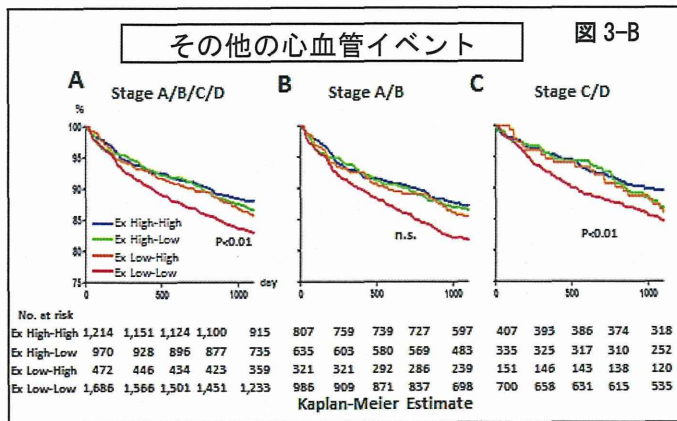 その他の心血管イベント
図 3-B
A
Stage A/B/C/D
B
Stage A/B
C
Stage C/D
%
100
95
90
85
80
75
Ex High-High
Ex High-Low
Ex Low-High
Ex Low-Low
P<0.01
n.s.
P<0.01
0 500 1000 day
0 500 1000
0 500 1000
No. at risk
Ex High-High 1,214 1,151 1,124 1,100 915 807 759 739 727 597 407 393 386 374 318
Ex High-Low 970 928 896 877 735 635 603 580 569 483 335 325 317 310 252
Ex Low-High 472 446 434 423 359 321 321 292 286 239 151 146 143 138 120
Ex Low-Low 1,686 1,566 1,501 1,451 1,233 986 909 871 837 698 700 658 631 615 535
Kaplan-Meier Estimate